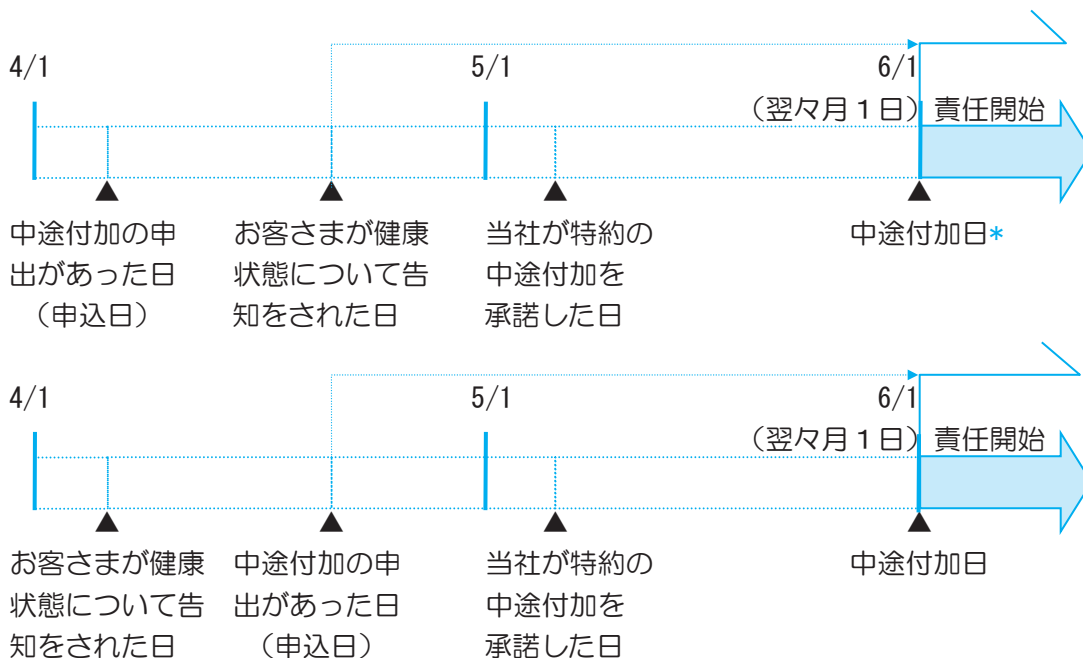 4/1 5/1 6/1
（翌々月１日） 責任開始
中途付加の申 お客さまが健康 当社が特約の 中途付加日*
出があった日 状態について告 中途付加を
（申込日） 知をされた日 承諾した日
4/1 5/1 6/1
（翌々月１日） 責任開始
お客さまが健康 中途付加の申 当社が特約の 中途付加日
状態について告 出があった日 中途付加を
知をされた日 （申込日） 承諾した日